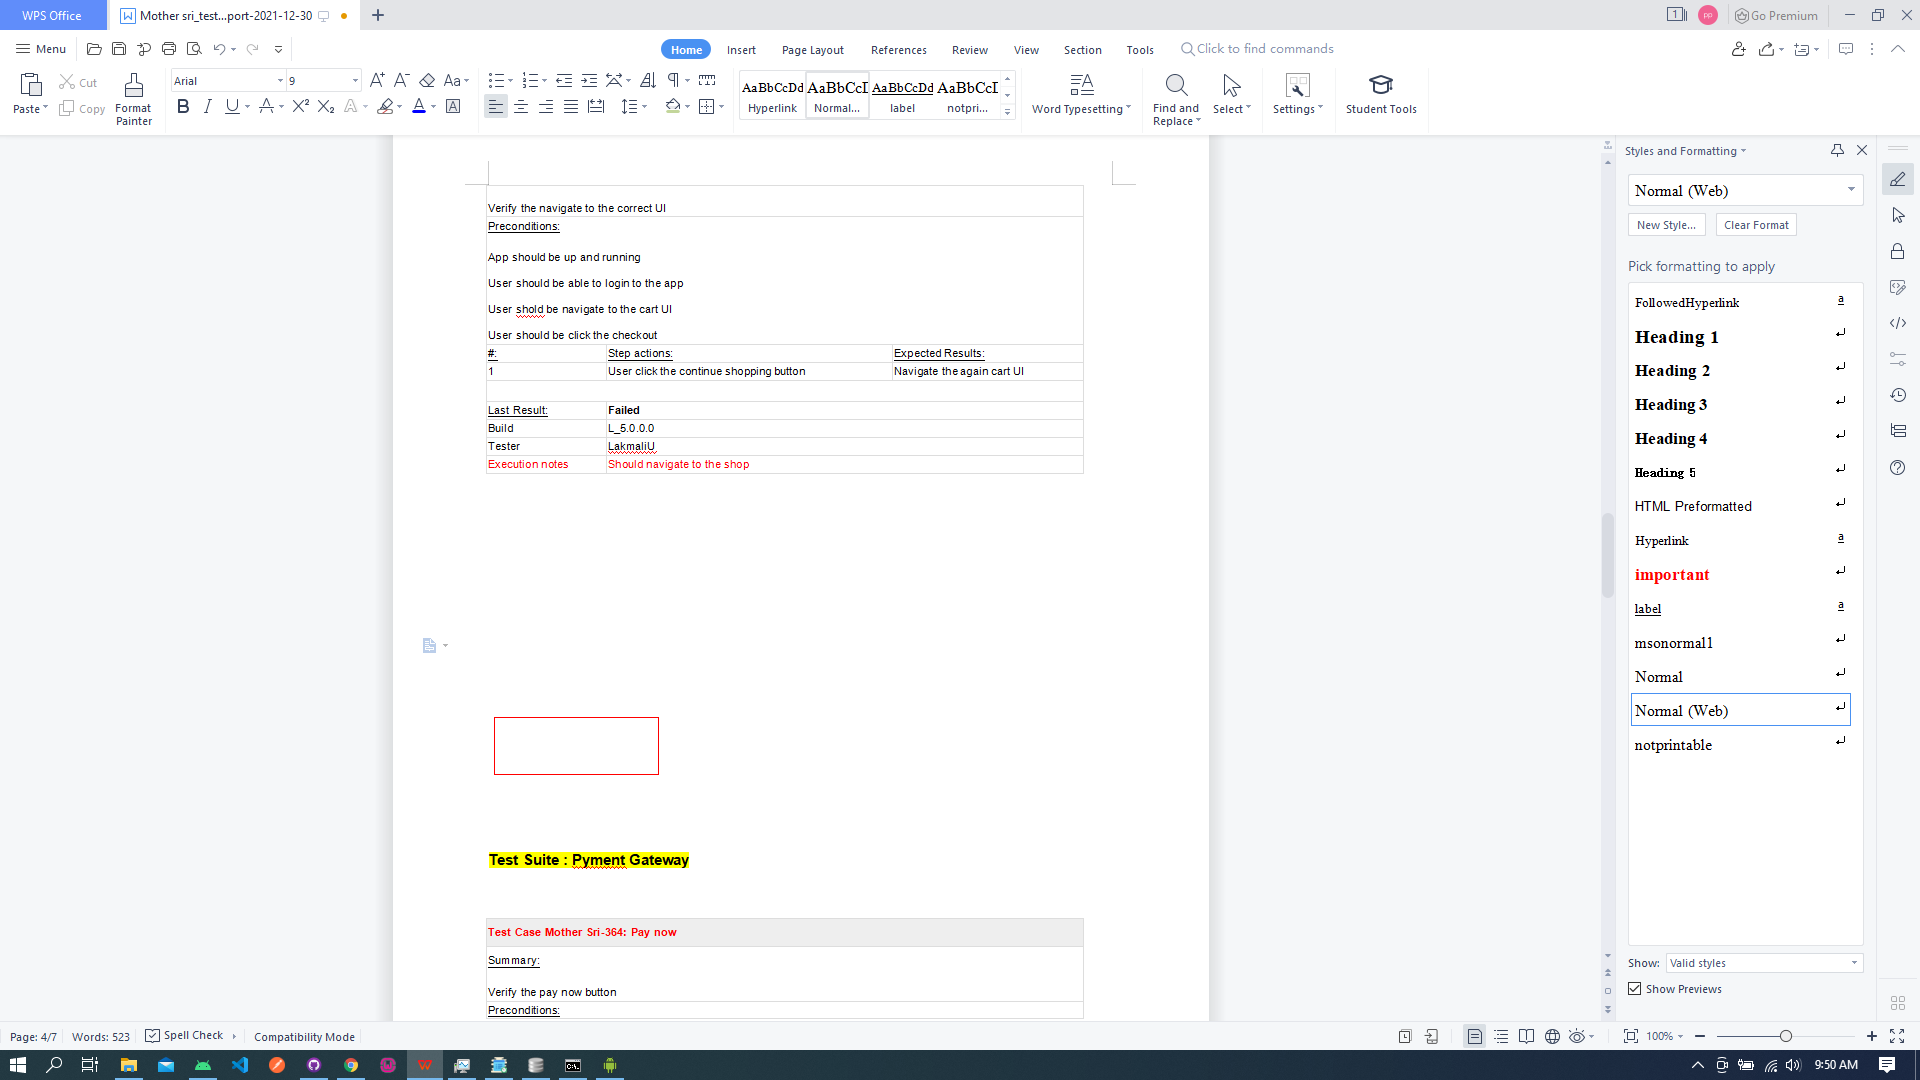 WPS Office
Mother sri_test...port-2021-12-30
1
PP
Go Premium
Menu
Home
Insert
Page Layout
References
Review
View
Section
Tools
Click to find commands
Paste
Cut
Copy
Format
Painter
Arial
9
AaBbCcDd
Hyperlink
AaBbCcI
Normal...
AaBbCcDd
label
AaBbCcI
notpri...
Word Typesetting
Find and
Replace
Select
Settings
Student Tools
Verify the navigate to the correct UI
Preconditions:
App should be up and running
User should be able to login to the app
User shold be navigate to the cart UI
User should be click the checkout
#: Step actions: Expected Results:
1 User click the continue shopping button Navigate the again cart UI
Last Result: Failed
Build L_5.0.0.0
Tester LakmaliU
Execution notes Should navigate to the shop
Test Suite : Pyment Gateway
Test Case Mother Sri-364: Pay now
Summary:
Verify the pay now button
Preconditions:
Styles and Formatting
Normal (Web)
New Style...
Clear Format
Pick formatting to apply
FollowedHyperlink
Heading 1
Heading 2
Heading 3
Heading 4
Heading 5
HTML Preformatted
Hyperlink
important
label
msonormal1
Normal
Normal (Web)
notprintable
Show: Valid styles
Show Previews
Page: 4/7
Words: 523
Spell Check
Compatibility Mode
100%
9:50 AM